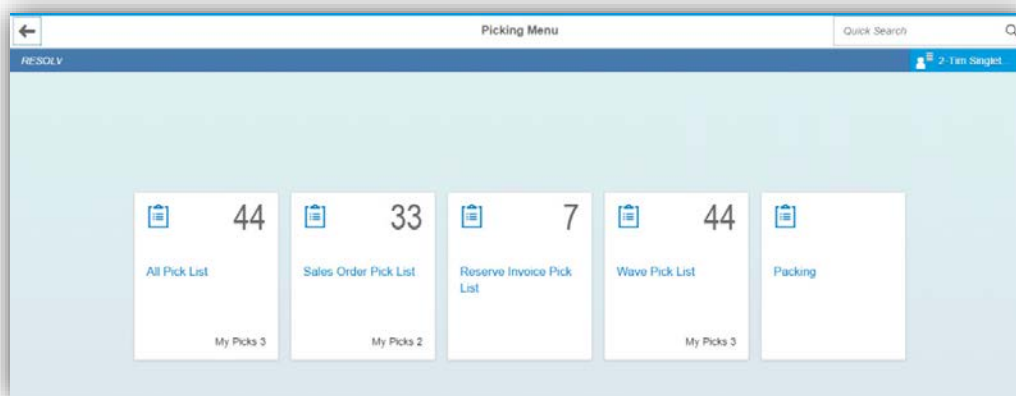 Picking Menu
Quick Search
RESOLV
2-Tim Singlet...
44
33
7
44
All Pick List
Sales Order Pick List
Reserve Invoice Pick
List
Wave Pick List
Packing
My Picks 3
My Picks 2
My Picks 3